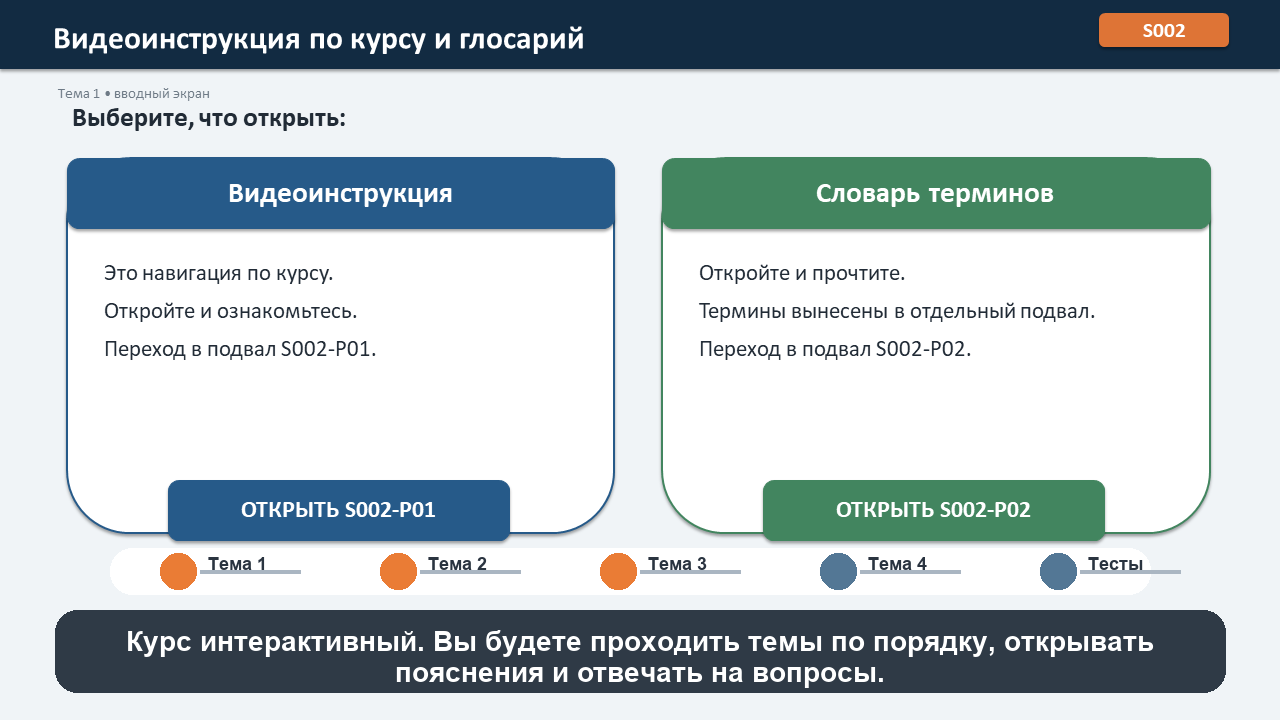 Видеоинструкция по курсу и глосарий
S002
Тема 1 • вводный экран
Выберите, что открыть:
Видеоинструкция
Это навигация по курсу.
Откройте и ознакомьтесь.
Переход в подвал S002-P01.
ОТКРЫТЬ S002-P01
Словарь терминов
Откройте и прочтите.
Термины вынесены в отдельный подвал.
Переход в подвал S002-P02.
ОТКРЫТЬ S002-P02
Тема 1
Тема 2
Тема 3
Тема 4
Тесты
Курс интерактивный. Вы будете проходить темы по порядку, открывать
пояснения и отвечать на вопросы.